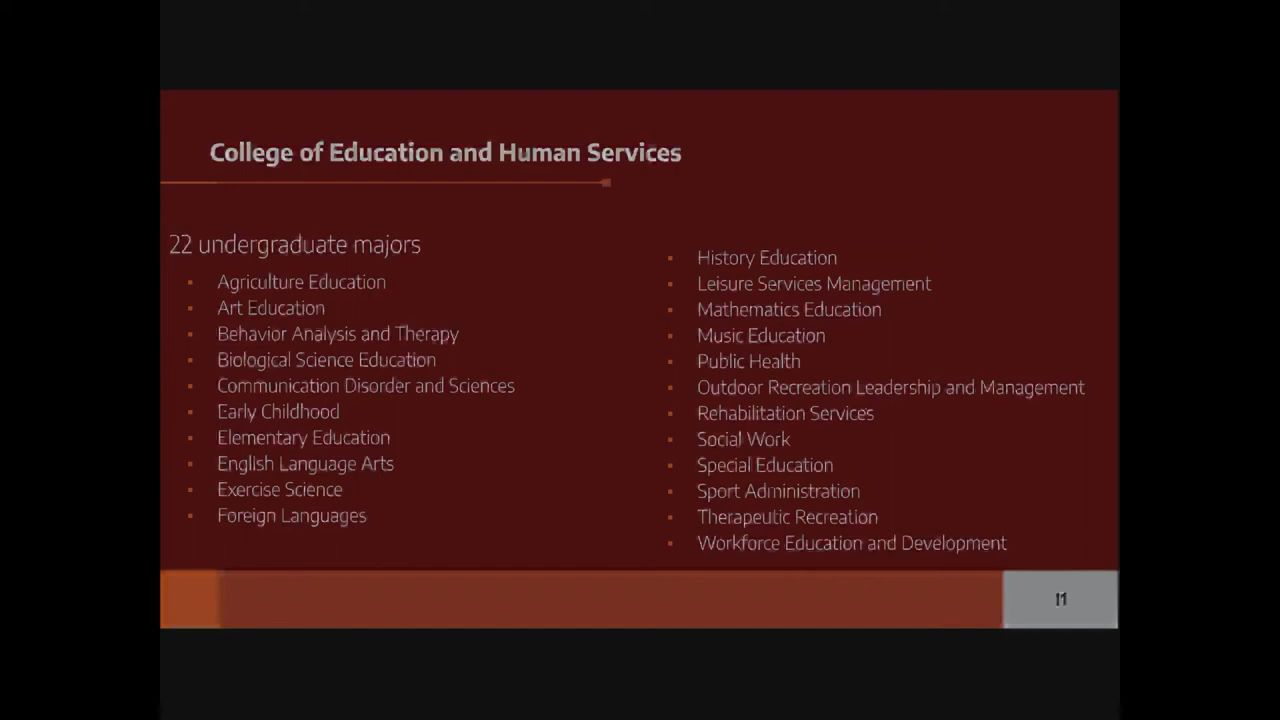 College of Education and Human Services
22 undergraduate majors
Agriculture Education
Art Education
Behavior Analysis and Therapy
Biological Science Education
Communication Disorder and Sciences
Early Childhood
Elementary Education
English Language Arts
Exercise Science
Foreign Languages
History Education
Leisure Services Management
Mathematics Education
Music Education
Public Health
Outdoor Recreation Leadership and Management
Rehabilitation Services
Social Work
Special Education
Sport Administration
Therapeutic Recreation
Workforce Education and Development